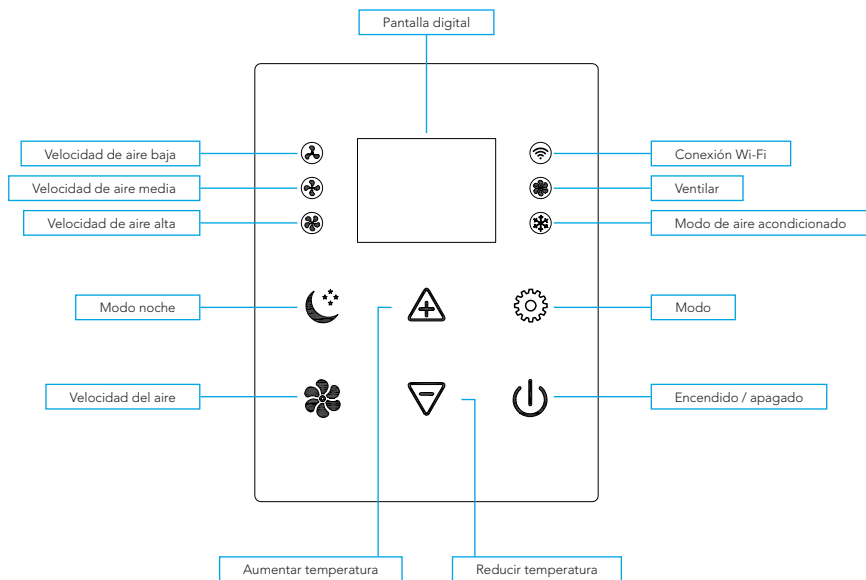 Pantalla digital
Velocidad de aire baja
Conexión Wi-Fi
Velocidad de aire media
Ventilar
Velocidad de aire alta
Modo de aire acondicionado
Modo noche
Modo
Velocidad del aire
Encendido / apagado
Aumentar temperatura
Reducir temperatura